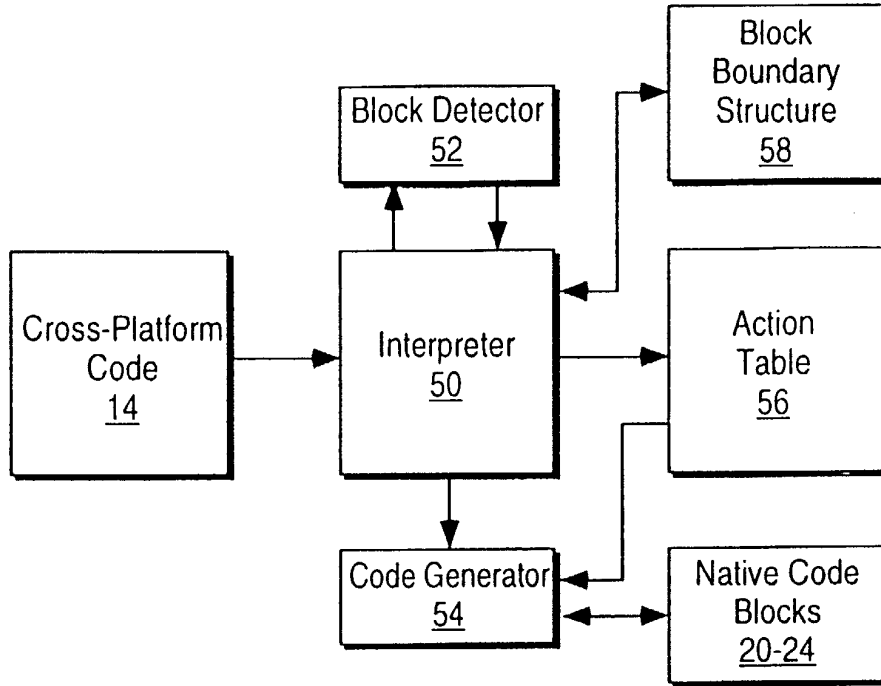 Block
Boundary
Structure
58
Block Detector
52
Cross-Platform
Code
14
Interpreter
50
Action
Table
56
Code Generator
54
Native Code
Blocks
20-24